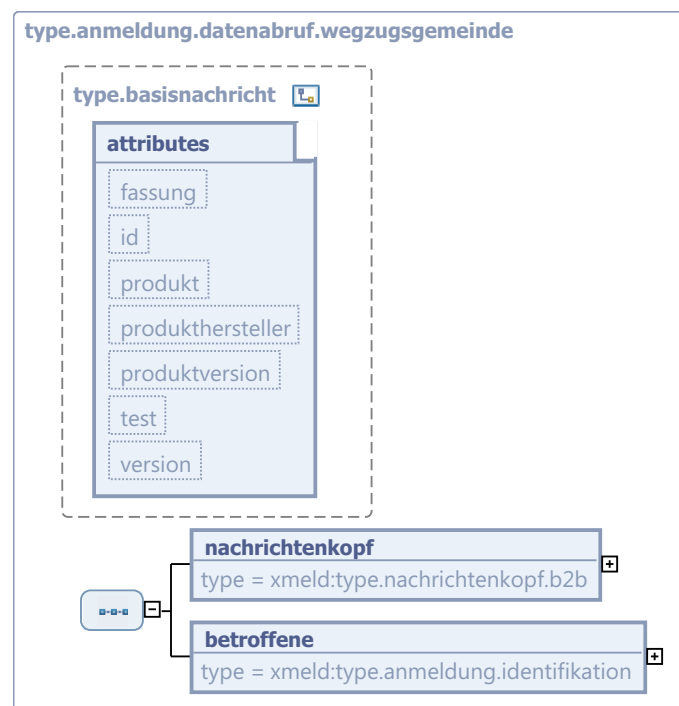 type.anmeldung.datenabruf.wegzugsgemeinde
type.basisnachricht
attributes
fassung
id
produkt
produkthersteller
produktversion
test
version
nachrichtenkopf
type = xmeld:type.nachrichtenkopf.b2b
betroffene
type = xmeld:type.anmeldung.identifikation